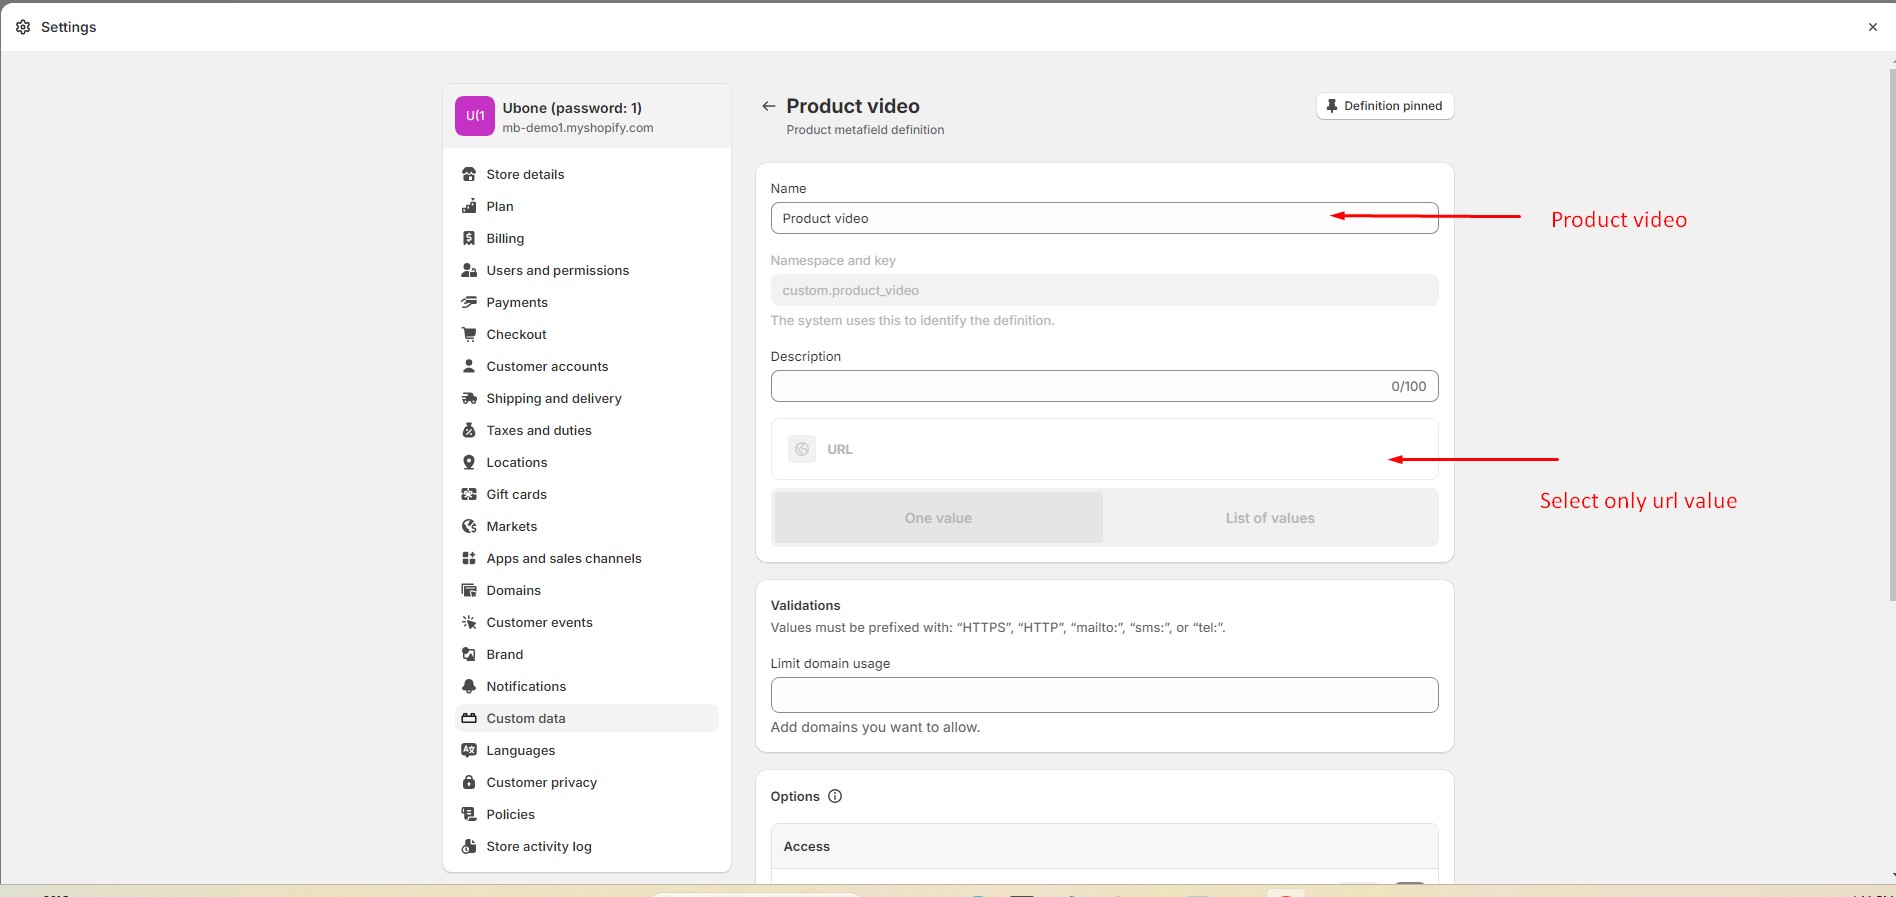 Settings
U(1
Ubone (password: 1)
mb-demo1.myshopify.com
Store details
Plan
Billing
Users and permissions
Payments
Checkout
Customer accounts
Shipping and delivery
Taxes and duties
Locations
Gift cards
Markets
Apps and sales channels
Domains
Customer events
Brand
Notifications
Custom data
Languages
Customer privacy
Policies
Store activity log
Product video
Definition pinned
Product metafield definition
Name
Product video
Product video
Namespace and key
custom.product_video
The system uses this to identify the definition.
Description
0/100
URL
Select only url value
One value
List of values
Validations
Values must be prefixed with: “HTTPS”, “HTTP”, “mailto:”, “sms:”, or “tel:”.
Limit domain usage
Add domains you want to allow.
Options
Access